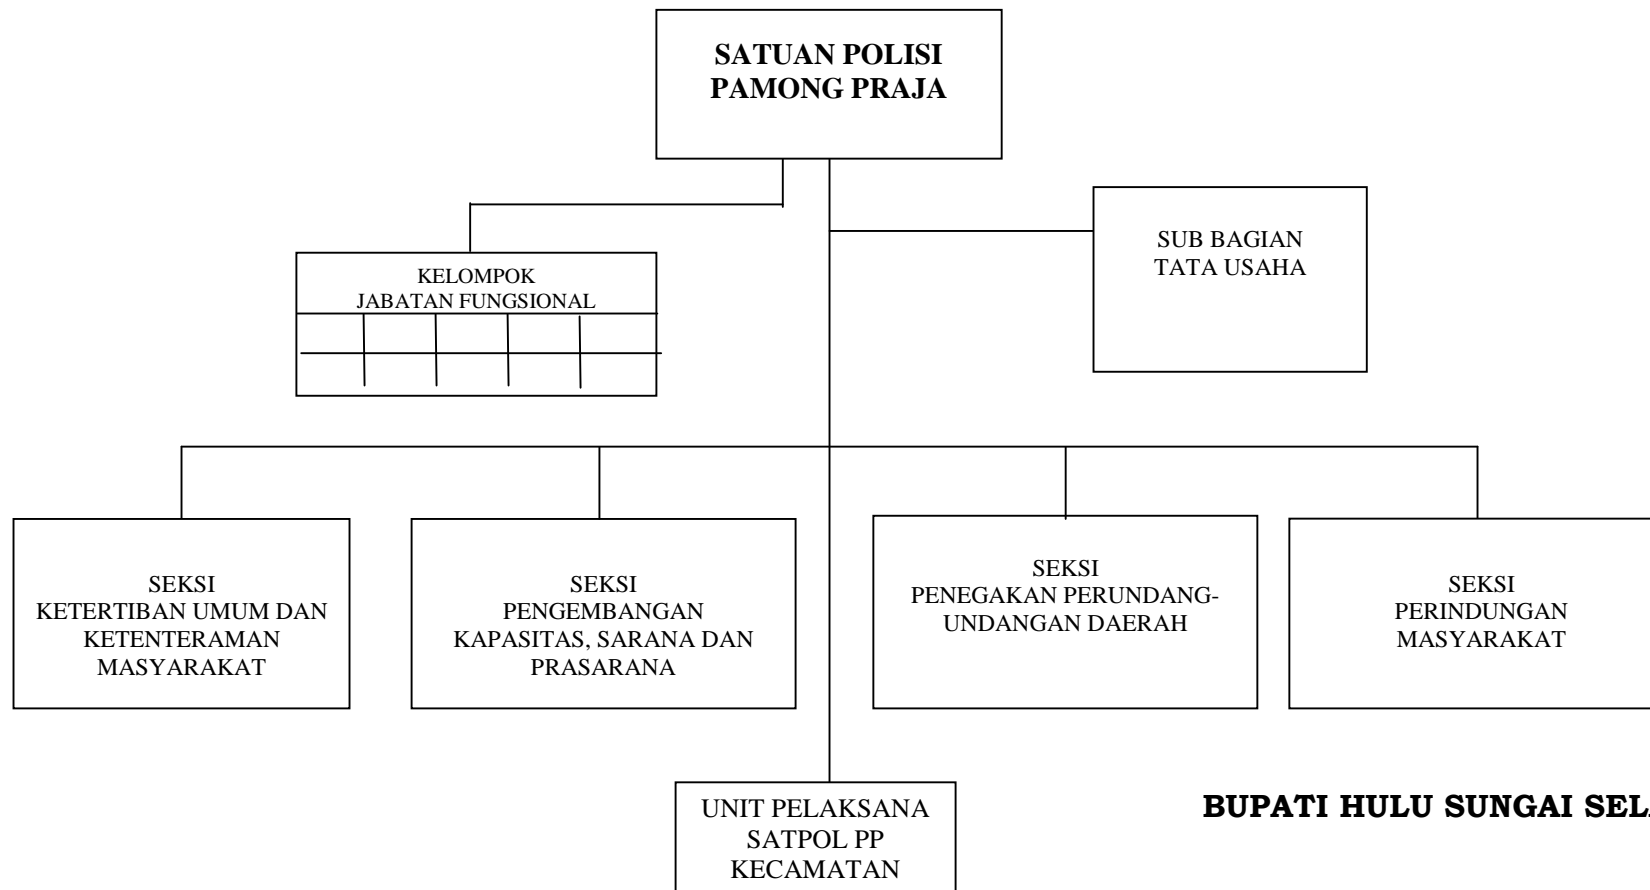 SATUAN POLISI
PAMONG PRAJA
SUB BAGIAN
TATA USAHA
KELOMPOK
JABATAN FUNGSIONAL
SEKSI
KETERTIBAN UMUM DAN
KETENTERAMAN
MASYARAKAT
SEKSI
PENGEMBANGAN
KAPASITAS, SARANA DAN
PRASARANA
SEKSI
PENEGAKAN PERUNDANG-
UNDANGAN DAERAH
SEKSI
PERINDUNGAN
MASYARAKAT
UNIT PELAKSANA
SATPOL PP
KECAMATAN
BUPATI HULU SUNGAI